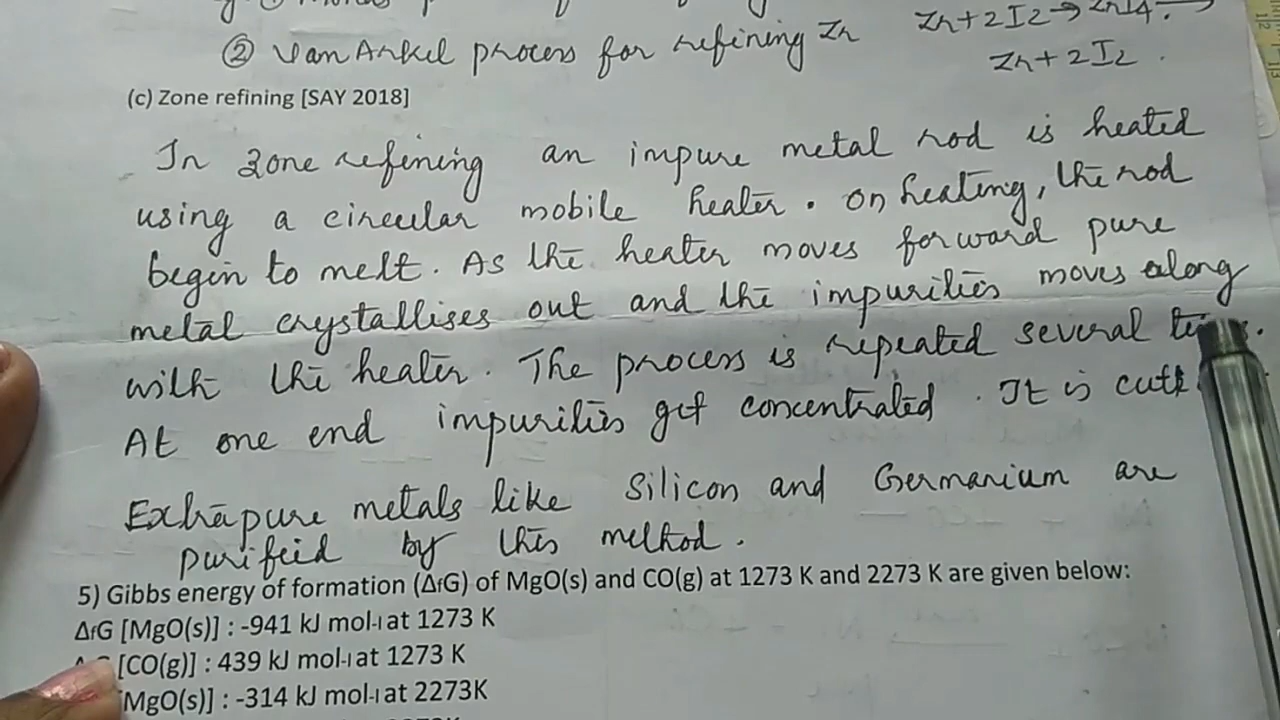 ② Van Arkel process for refining Zr
Zr + 2I2 → ZrI4.
Zr + 2I2 .
(c) Zone refining [SAY 2018]
In Zone refining an impure metal rod is heated
using a circular mobile heater. On heating, the rod
begin to melt. As the heater moves forward pure
metal crystallises out and the impurities moves along
with the heater. The process is repeated several
At one end impurities get concentrated. It is cut
Extrapure metals like Silicon and Germanium are
purifeid by this method.
5) Gibbs energy of formation (ΔfG) of MgO(s) and CO(g) at 1273 K and 2273 K are given below:
ΔfG [MgO(s)] : -941 kJ mol-1 at 1273 K
[CO(g)] : 439 kJ mol-1 at 1273 K
MgO(s)] : -314 kJ mol-1 at 2273K